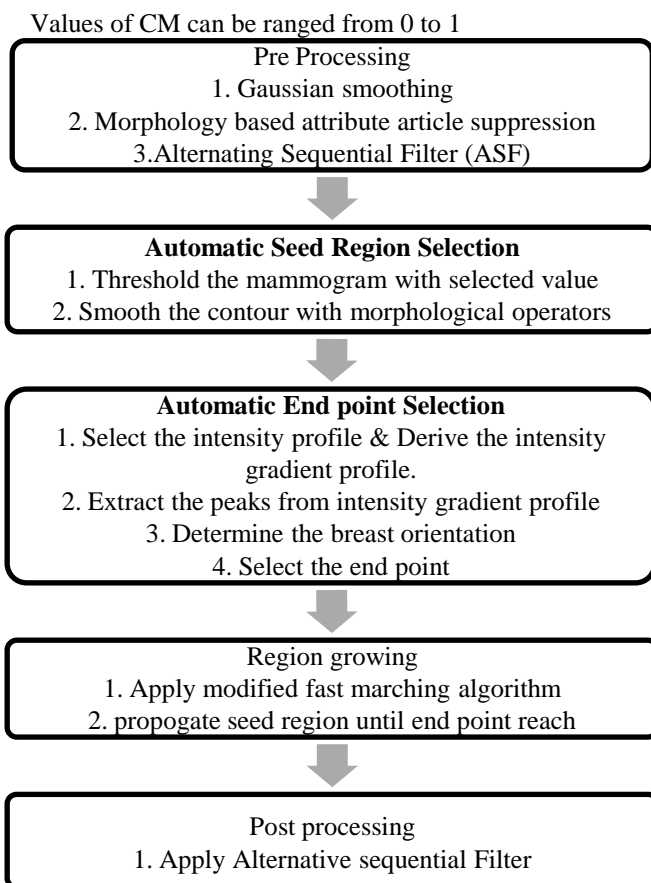 Values of CM can be ranged from 0 to 1
Pre Processing
1. Gaussian smoothing
2. Morphology based attribute article suppression
3.Alternating Sequential Filter (ASF)
Automatic Seed Region Selection
1. Threshold the mammogram with selected value
2. Smooth the contour with morphological operators
Automatic End point Selection
1. Select the intensity profile & Derive the intensity
gradient profile.
2. Extract the peaks from intensity gradient profile
3. Determine the breast orientation
4. Select the end point
Region growing
1. Apply modified fast marching algorithm
2. propogate seed region until end point reach
Post processing
1. Apply Alternative sequential Filter